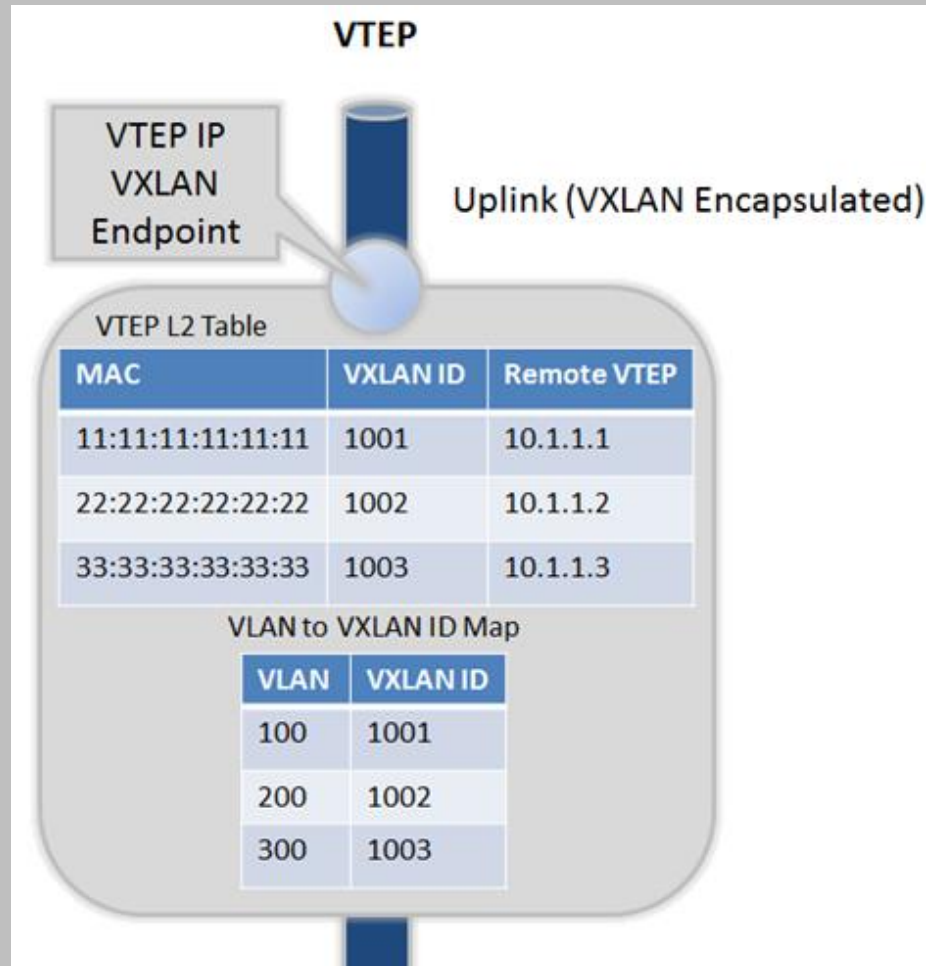 VTEP
VTEP IP
VXLAN
Endpoint
Uplink (VXLAN Encapsulated)
VTEP L2 Table
MAC VXLAN ID Remote VTEP
11:11:11:11:11:11 1001 10.1.1.1
22:22:22:22:22:22 1002 10.1.1.2
33:33:33:33:33:33 1003 10.1.1.3
VLAN to VXLAN ID Map
VLAN VXLAN ID
100 1001
200 1002
300 1003